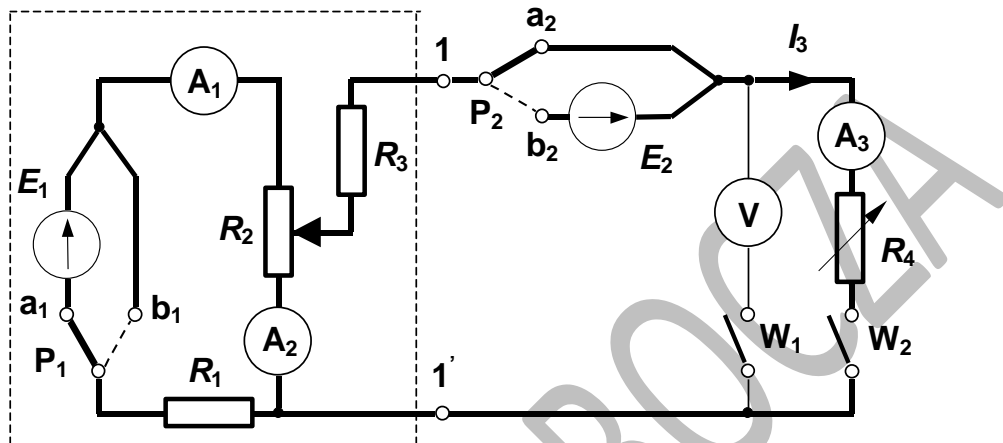 a₂
1
I₃
A₁
P₂
b₂
E₂
A₃
R₃
E₁
R₂
V
R₄
a₁
b₁
A₂
W₁
W₂
P₁
R₁
1'
BOCZA